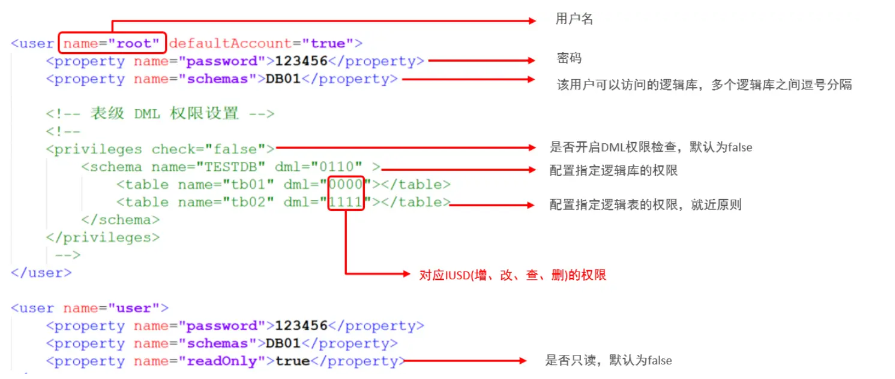 用户名
<user name="root" defaultAccount="true">
<property name="password">123456</property>
密码
<property name="schemas">DB01</property>
该用户可以访问的逻辑库，多个逻辑库之间逗号分隔
<!-- 表级 DML 权限设置 -->
<!--
<privileges check="false">
是否开启DML权限检查，默认为false
<schema name="TESTDB" dml="0110" >
配置指定逻辑库的权限
<table name="tb01" dml="0000"></table>
<table name="tb02" dml="1111"></table>
配置指定逻辑表的权限，就近原则
</schema>
</privileges>
-->
</user>
对应IUSD(增、改、查、删)的权限
<user name="user">
<property name="password">123456</property>
<property name="schemas">DB01</property>
<property name="readOnly">true</property>
是否只读，默认为false